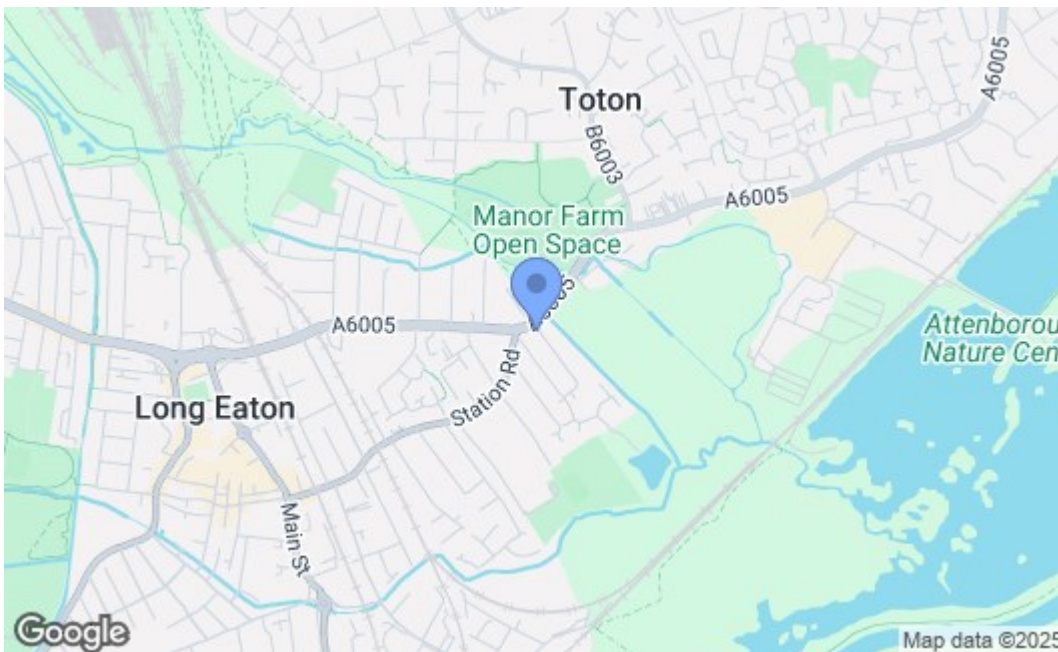 Toton
A6005
B6003
A6005
Manor Farm
Open Space
A6005
Attenborou
Nature Cen
Station Rd
Long Eaton
Main St
Google
Map data ©2025